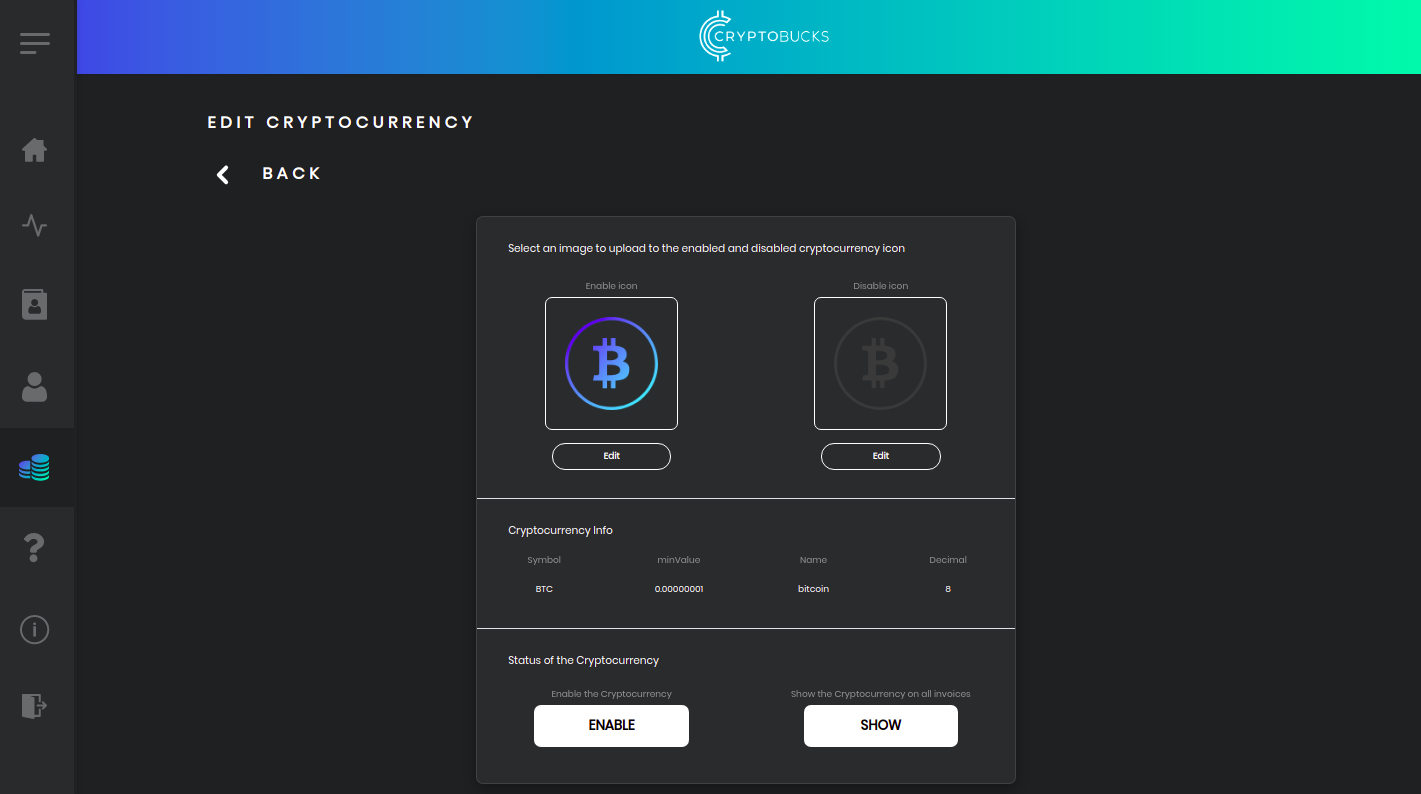 CRYPTOBUCKS
EDIT CRYPTOCURRENCY
BACK
Select an image to upload to the enabled and disabled cryptocurrency icon
Enable icon Disable icon
Edit Edit
Cryptocurrency Info
Symbol minValue Name Decimal
BTC 0.00000001 bitcoin 8
Status of the Cryptocurrency
Enable the Cryptocurrency Show the Cryptocurrency on all invoices
ENABLE SHOW